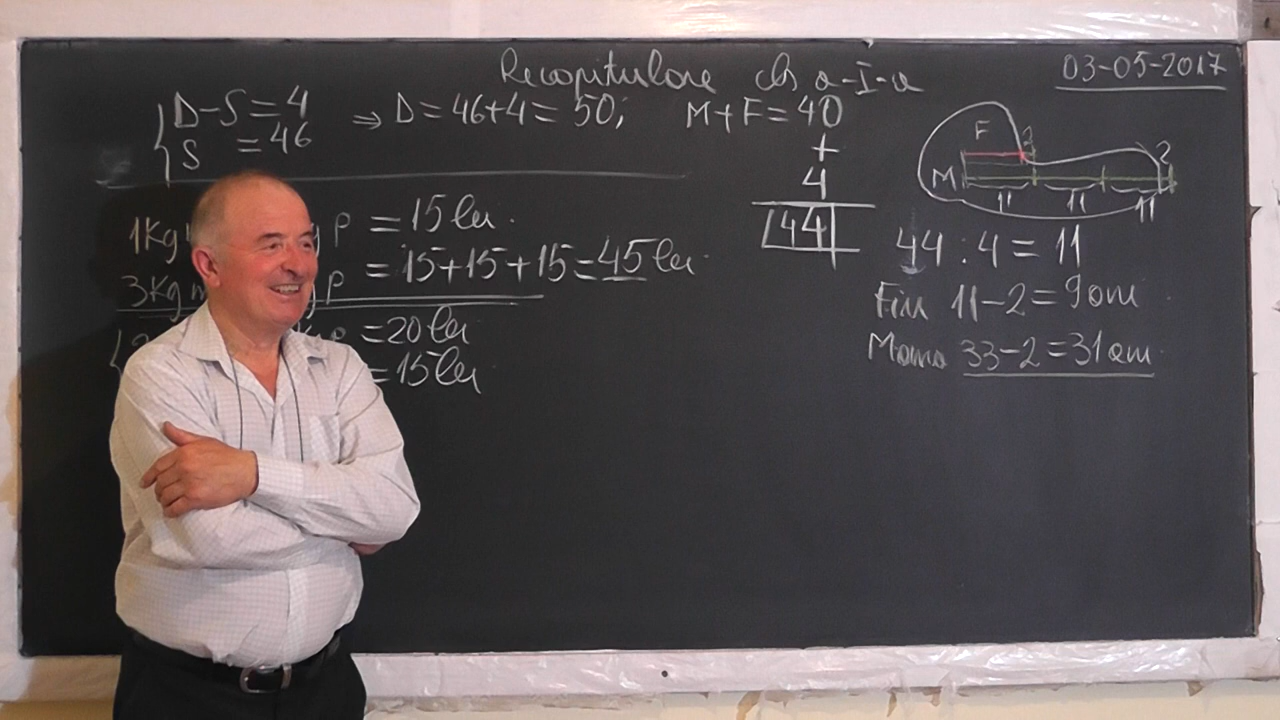 Recapitulare cls a-I-a
03-05-2017
D-S=4
S =46
⇒ D=46+4=50;
M+F=40
+
4
44
F 2
M 2
11 11 11
1Kg p =15 lei.
3Kg m p =15+15+15=45 lei.
=20 lei
=15 lei
44:4=11
Fiu 11-2=9 ani
Mama 33-2=31 ani.